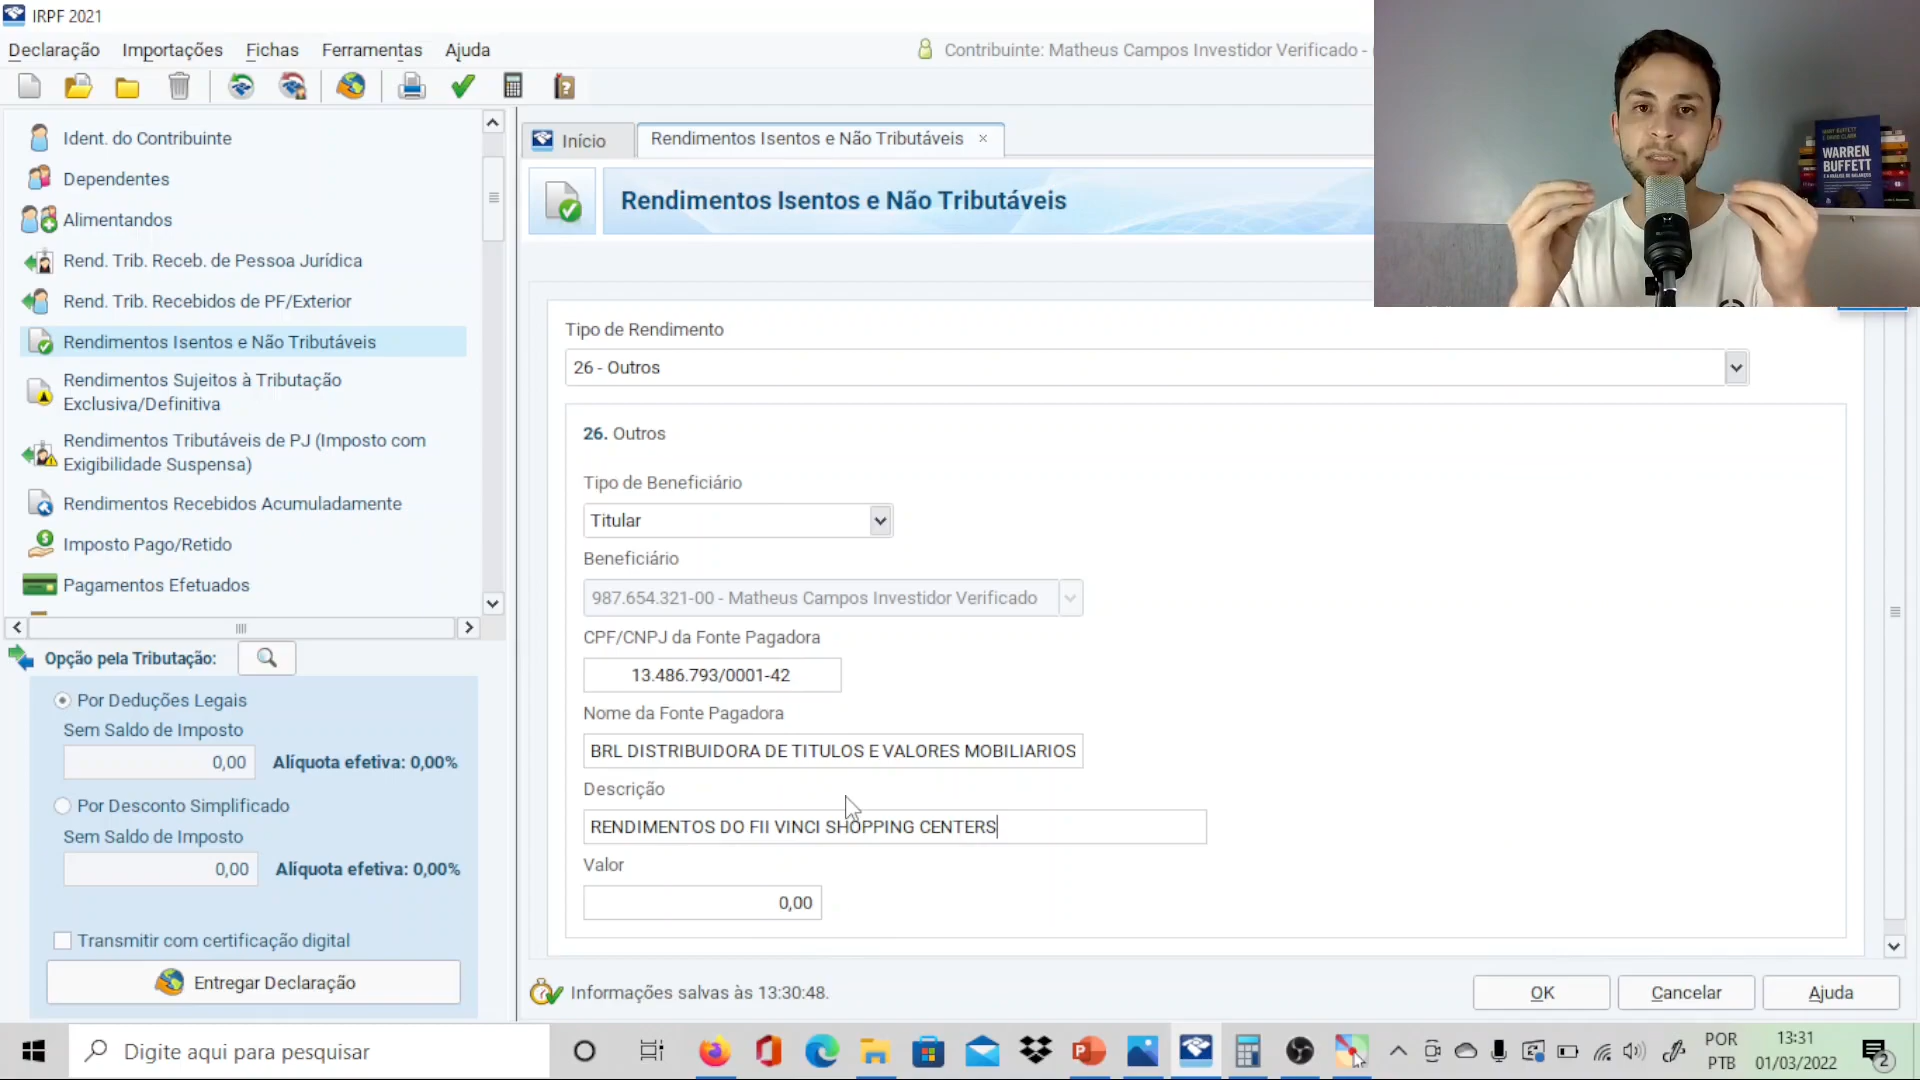 IRPF 2021
Declaração Importações Fichas Ferramentas Ajuda
Contribuinte: Matheus Campos Investidor Verificado -
Ident. do Contribuinte
Dependentes
Alimentandos
Rend. Trib. Receb. de Pessoa Jurídica
Rend. Trib. Recebidos de PF/Exterior
Rendimentos Isentos e Não Tributáveis
Rendimentos Sujeitos à Tributação
Exclusiva/Definitiva
Rendimentos Tributáveis de PJ (Imposto com
Exigibilidade Suspensa)
Rendimentos Recebidos Acumuladamente
Imposto Pago/Retido
Pagamentos Efetuados
Opção pela Tributação:
Por Deduções Legais
Sem Saldo de Imposto
0,00 Alíquota efetiva: 0,00%
Por Desconto Simplificado
Sem Saldo de Imposto
0,00 Alíquota efetiva: 0,00%
Transmitir com certificação digital
Entregar Declaração
Início
Rendimentos Isentos e Não Tributáveis ×
Rendimentos Isentos e Não Tributáveis
Tipo de Rendimento
26 - Outros
26. Outros
Tipo de Beneficiário
Titular
Beneficiário
987.654.321-00 - Matheus Campos Investidor Verificado
CPF/CNPJ da Fonte Pagadora
13.486.793/0001-42
Nome da Fonte Pagadora
BRL DISTRIBUIDORA DE TITULOS E VALORES MOBILIARIOS
Descrição
RENDIMENTOS DO FII VINCI SHOPPING CENTERS
Valor
0,00
Informações salvas às 13:30:48.
OK Cancelar Ajuda
WARREN
BUFFETT
Digite aqui para pesquisar
POR
PTB
13:31
01/03/2022
2